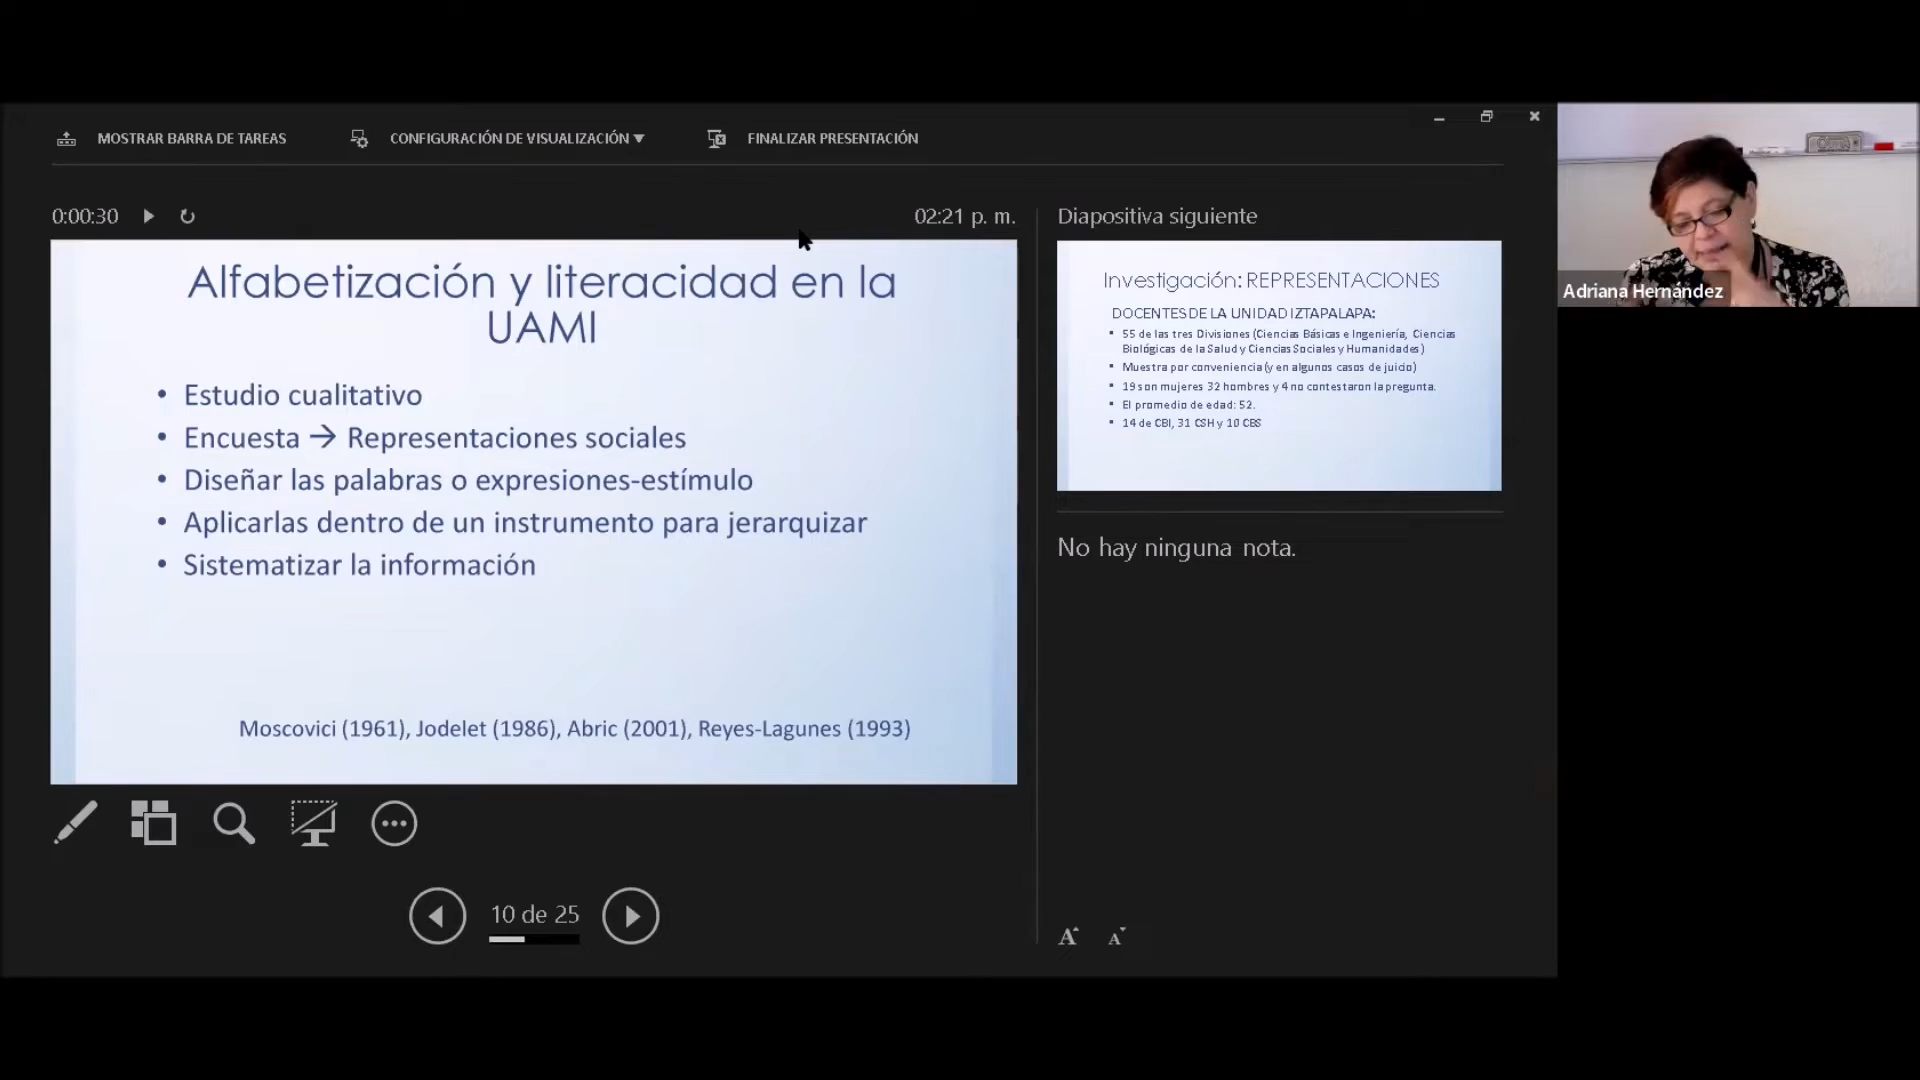 MOSTRAR BARRA DE TAREAS
CONFIGURACIÓN DE VISUALIZACIÓN
FINALIZAR PRESENTACIÓN
0:00:30
02:21 p. m.
Alfabetización y literacidad en la
UAMI
• Estudio cualitativo
• Encuesta → Representaciones sociales
• Diseñar las palabras o expresiones-estímulo
• Aplicarlas dentro de un instrumento para jerarquizar
• Sistematizar la información
Moscovici (1961), Jodelet (1986), Abric (2001), Reyes-Lagunes (1993)
10 de 25
Diapositiva siguiente
Investigación: REPRESENTACIONES
DOCENTES DE LA UNIDAD IZTAPALAPA:
▪ 55 de las tres Divisiones (Ciencias Básicas e Ingeniería, Ciencias
Biológicas de la Salud y Ciencias Sociales y Humanidades)
▪ Muestra por conveniencia (y en algunos casos de juicio)
▪ 19 son mujeres 32 hombres y 4 no contestaron la pregunta.
▪ El promedio de edad: 52.
▪ 14 de CBI, 31 CSH y 10 CBS
No hay ninguna nota.
A A
Adriana Hernández